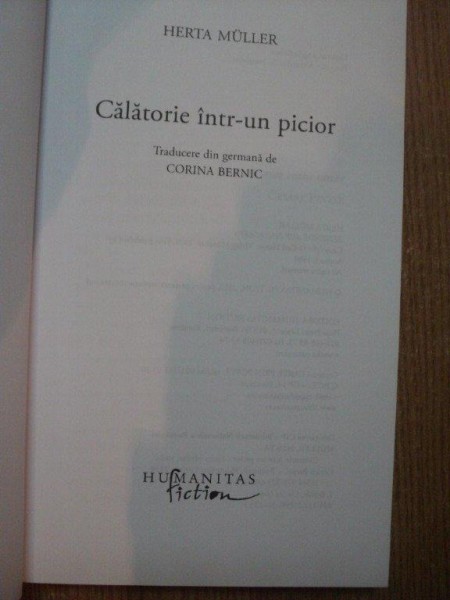 HERTA MÜLLER
Călătorie într-un picior
Traducere din germană de
CORINA BERNIC
HUMANITAS
fiction